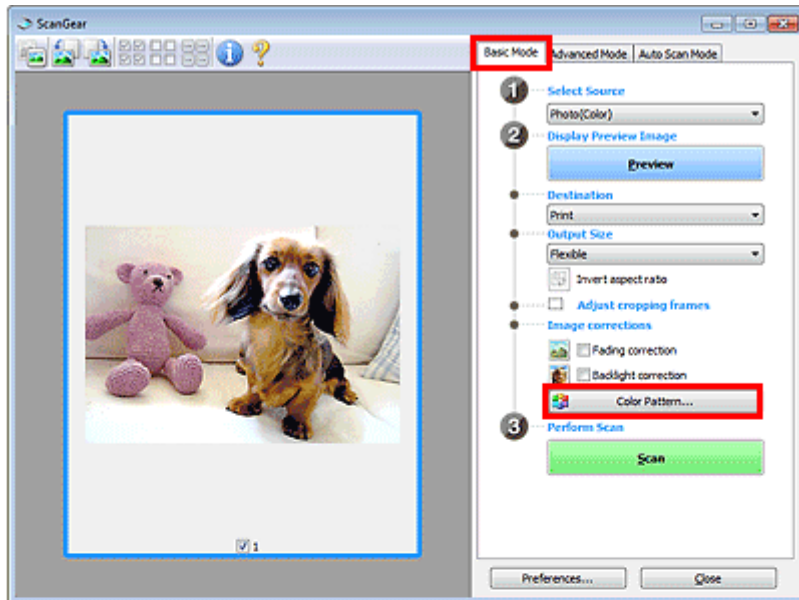 ScanGear
Basic Mode Advanced Mode Auto Scan Mode
1 Select Source
Photo(Color)
2 Display Preview Image
Preview
Destination
Print
Output Size
Flexible
Invert aspect ratio
Adjust cropping frames
Image corrections
Fading correction
Backlight correction
Color Pattern...
3 Perform Scan
Scan
1
Preferences... Close